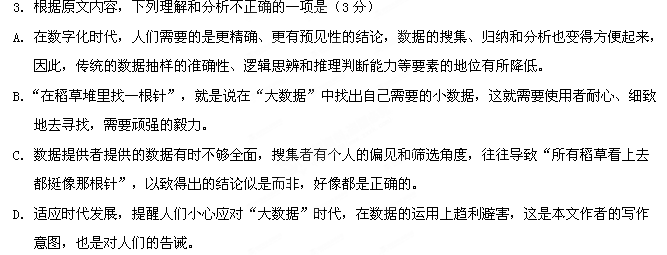 3. 根据原文内容，下列理解和分析不正确的一项是（3分）
A. 在数字化时代，人们需要的是更精确、更有预见性的结论，数据的搜集、归纳和分析也变得方便起来，
因此，传统的数据抽样的准确性、逻辑思辨和推理判断能力等要素的地位有所降低。
B. “在稻草堆里找一根针”，就是说在“大数据”中找出自己需要的小数据，这就需要使用者耐心、细致
地去寻找，需要顽强的毅力。
C. 数据提供者提供的数据有时不够全面，搜集者有个人的偏见和筛选角度，往往导致“所有稻草看上去
都挺像那根针”，以致得出的结论似是而非，好像都是正确的。
D. 适应时代发展，提醒人们小心应对“大数据”时代，在数据的运用上趋利避害，这是本文作者的写作
意图，也是对人们的告诫。